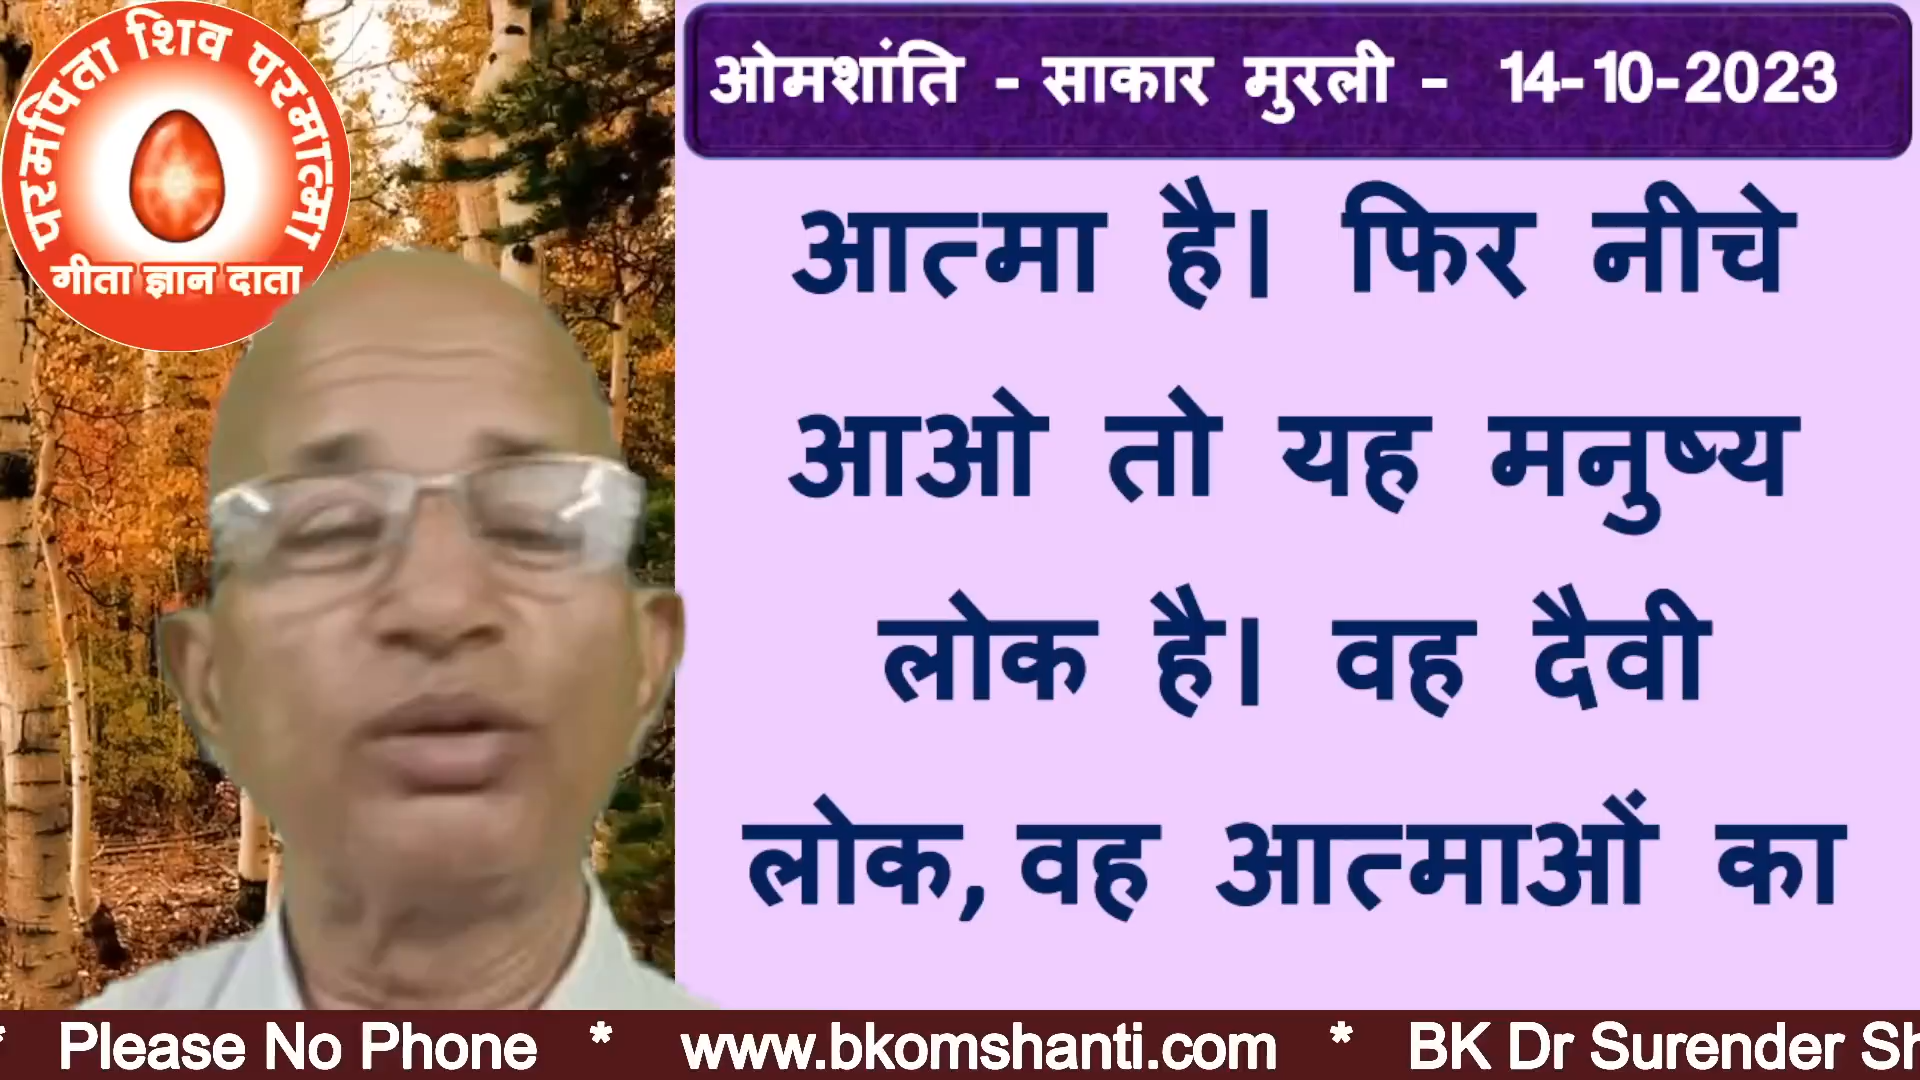 परमपिता शिव परमात्मा
गीता ज्ञान दाता
ओमशांति - साकार मुरली - 14-10-2023
आत्मा है। फिर नीचे
आओ तो यह मनुष्य
लोक है। वह दैवी
लोक, वह आत्माओं का
* Please No Phone * www.bkomshanti.com * BK Dr Surender Sh